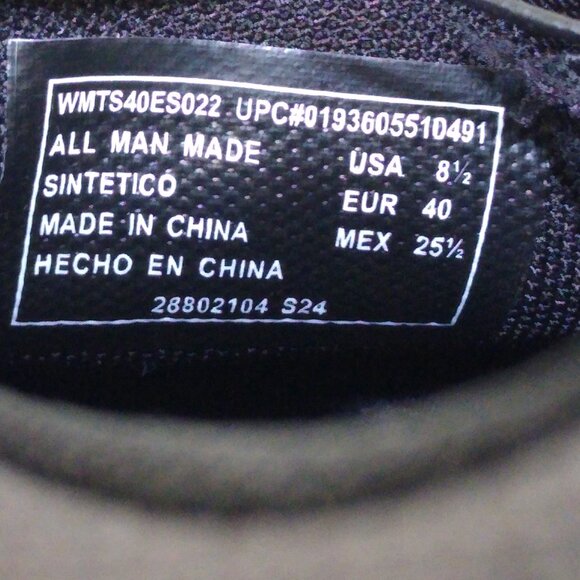 WMTS40ES022 UPC#0193605510491
ALL MAN MADE USA 8½
SINTETICO EUR 40
MADE IN CHINA MEX 25½
HECHO EN CHINA
28802104 S24